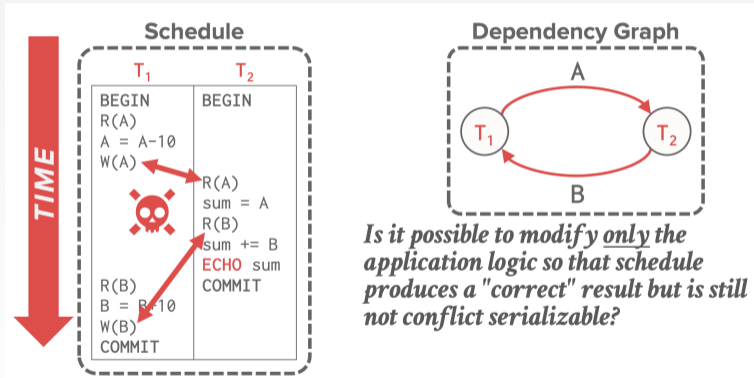 Schedule
TIME
T1 T2
BEGIN BEGIN
R(A)
A = A-10
W(A)
R(A)
sum = A
R(B)
sum += B
ECHO sum
R(B) COMMIT
B = B+10
W(B)
COMMIT
Dependency Graph
A
T1 T2
B
Is it possible to modify only the
application logic so that schedule
produces a "correct" result but is still
not conflict serializable?